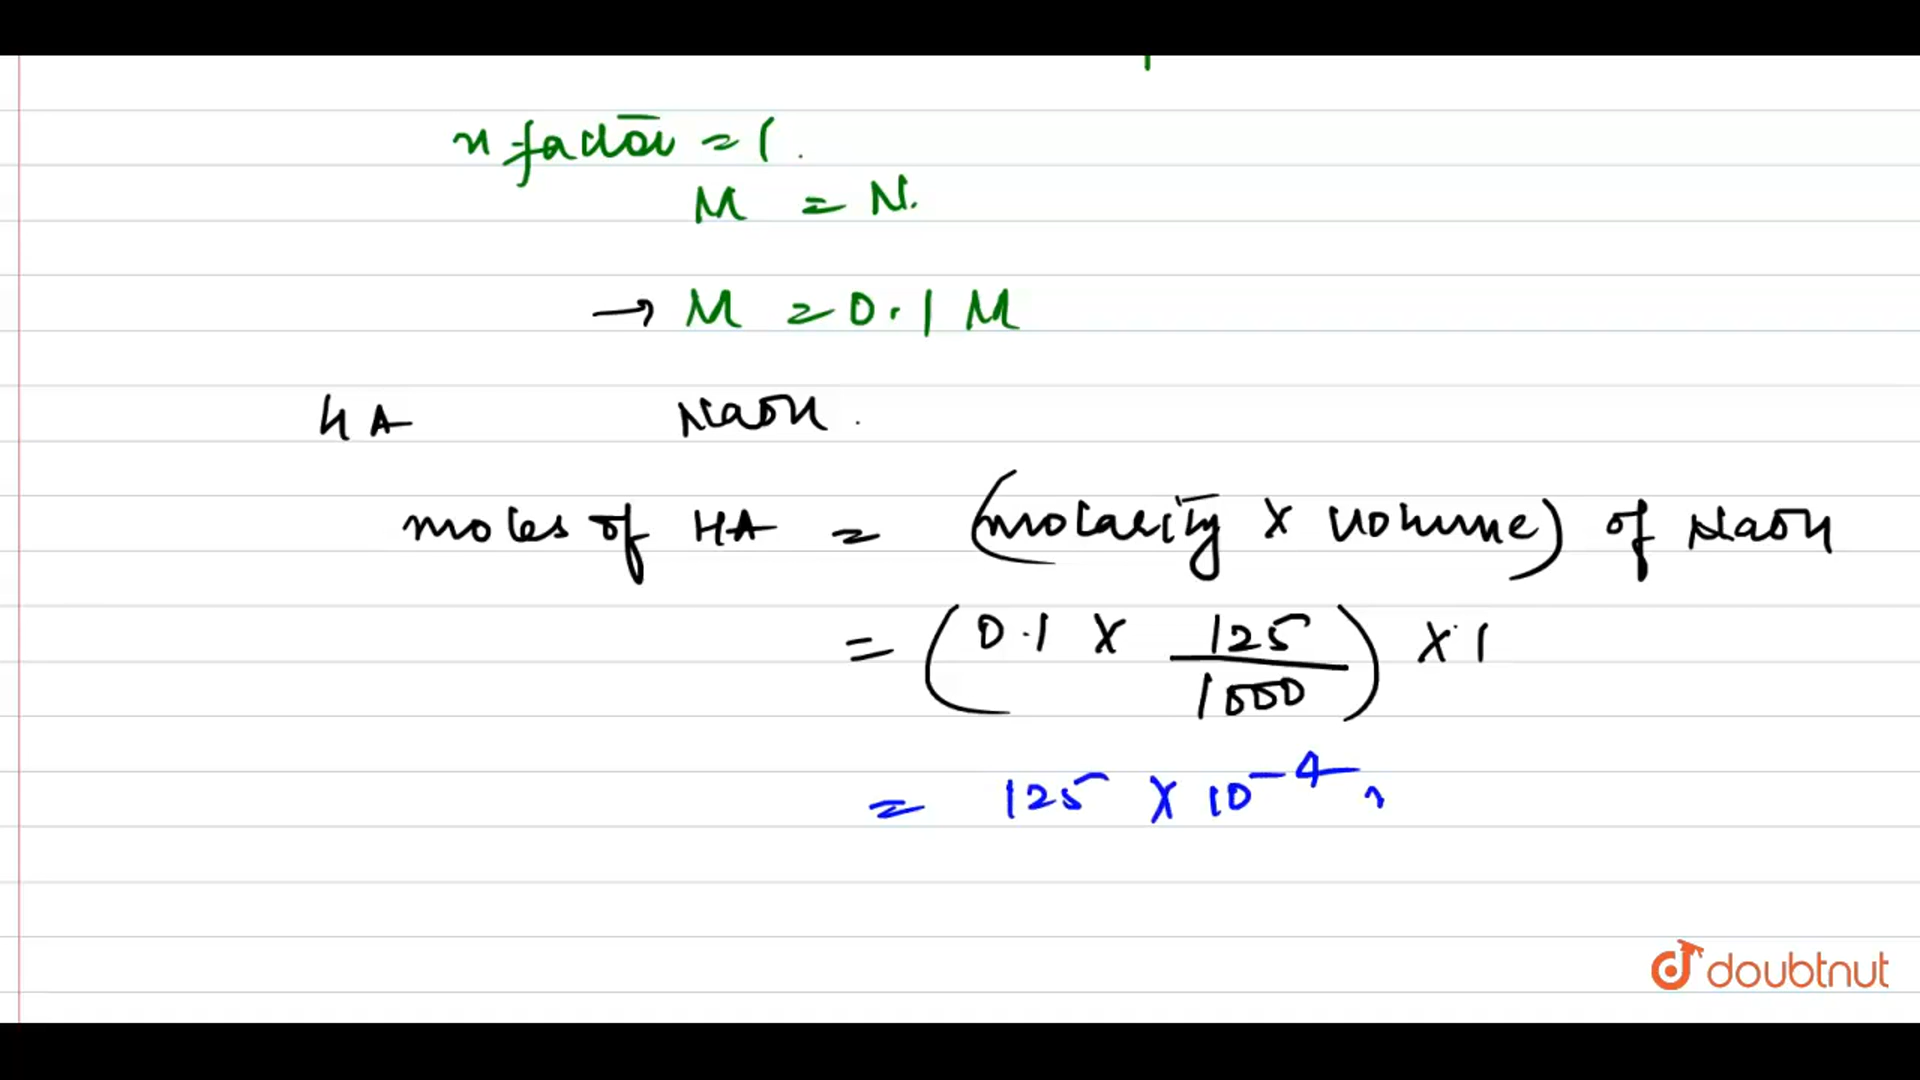 n factor = 1.
M = N.
→ M = 0.1 M
HA NaOH.
moles of HA = (molarity × volume) of NaOH
= (0.1 × 125/1000) × 1
= 125 × 10⁻⁴
doubtnut